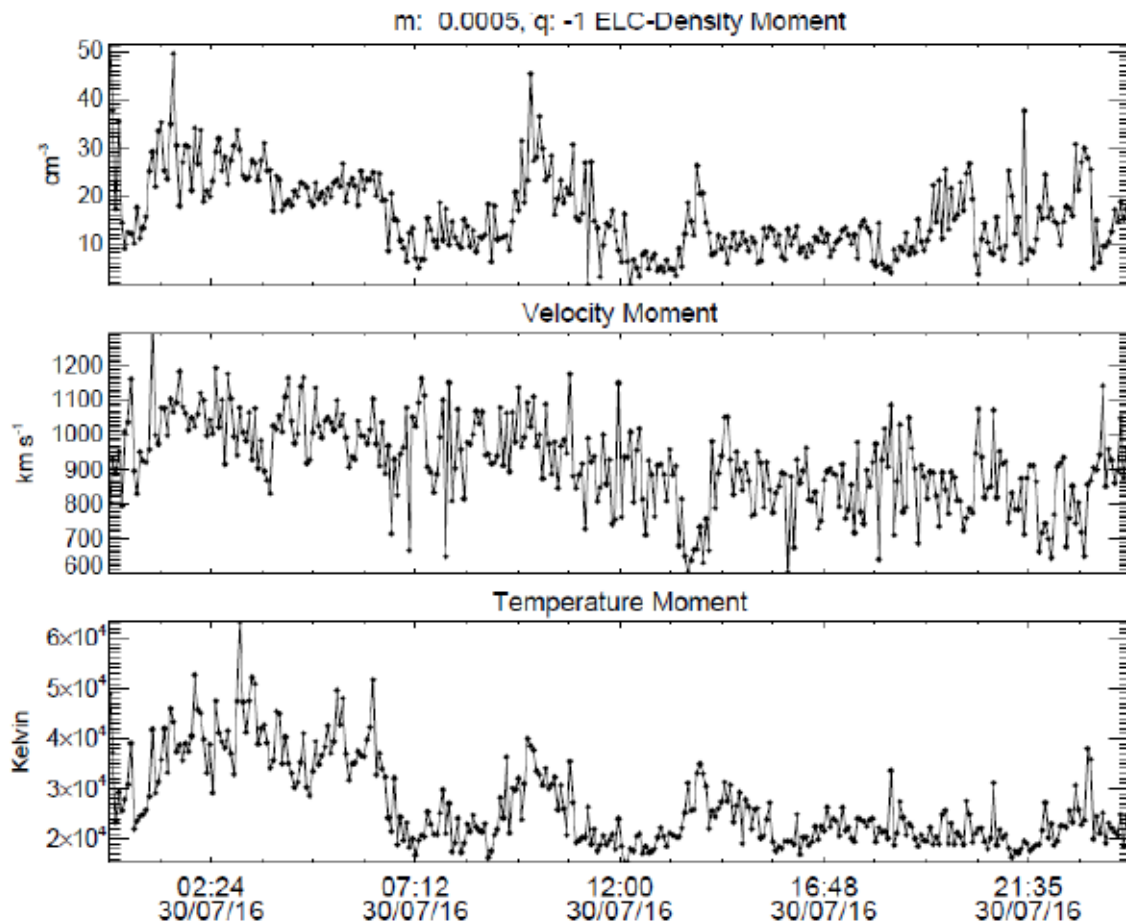 m: 0.0005, q: -1 ELC-Density Moment
50
40
30
20
10
cm⁻³
Velocity Moment
1200
1100
1000
900
800
700
600
km s⁻¹
Temperature Moment
6×10⁴
5×10⁴
4×10⁴
3×10⁴
2×10⁴
Kelvin
02:24 07:12 12:00 16:48 21:35
30/07/16 30/07/16 30/07/16 30/07/16 30/07/16